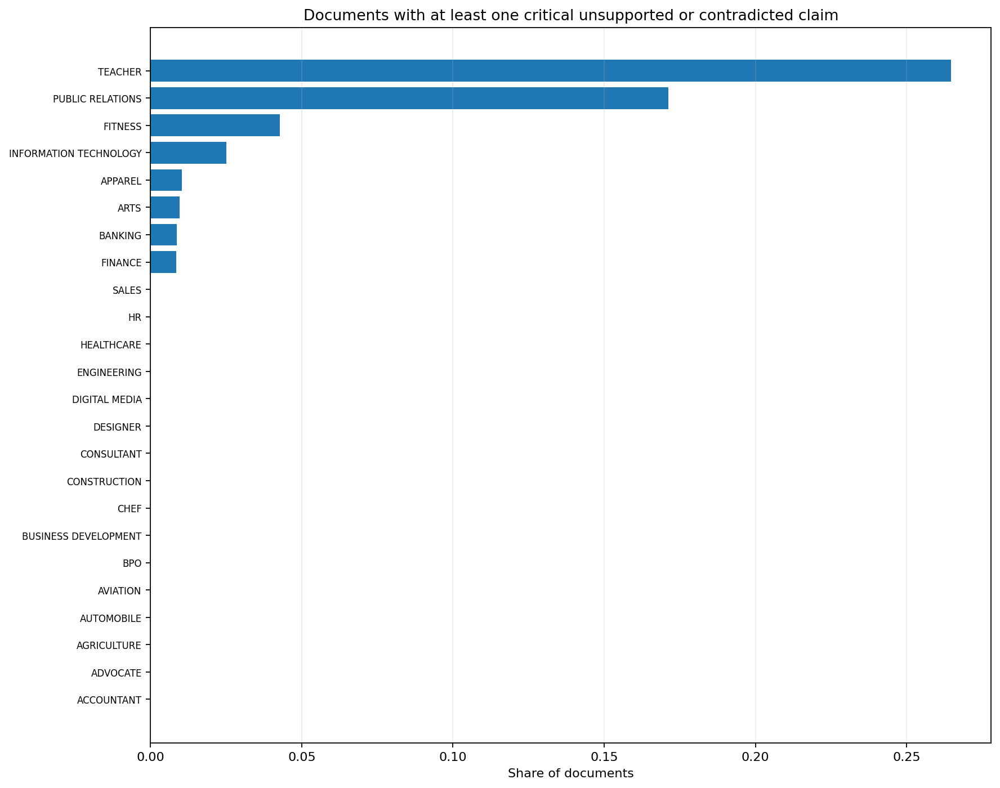 Documents with at least one critical unsupported or contradicted claim
TEACHER
PUBLIC RELATIONS
FITNESS
INFORMATION TECHNOLOGY
APPAREL
ARTS
BANKING
FINANCE
SALES
HR
HEALTHCARE
ENGINEERING
DIGITAL MEDIA
DESIGNER
CONSULTANT
CONSTRUCTION
CHEF
BUSINESS DEVELOPMENT
BPO
AVIATION
AUTOMOBILE
AGRICULTURE
ADVOCATE
ACCOUNTANT
0.00 0.05 0.10 0.15 0.20 0.25
Share of documents